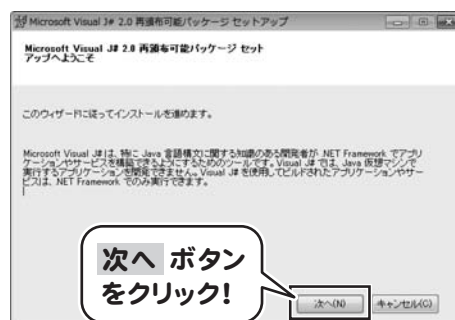 Microsoft Visual J# 2.0 再頒布可能パッケージ セットアップ
Microsoft Visual J# 2.0 再頒布可能パッケージ セット
アップへようこそ
このウィザードに従ってインストールを進めます。
Microsoft Visual J# は、特に Java 言語構文に関する知識のある開発者が .NET Framework でアプリ
ケーションやサービスを構築できるようにするためのツールです。Visual J# では、Java 仮想マシンで
実行するアプリケーションを開発できません。Visual J# を使用してビルドされたアプリケーションやサー
ビスは、.NET Framework でのみ実行できます。
次へ ボタン
をクリック!
次へ(N)
キャンセル(C)